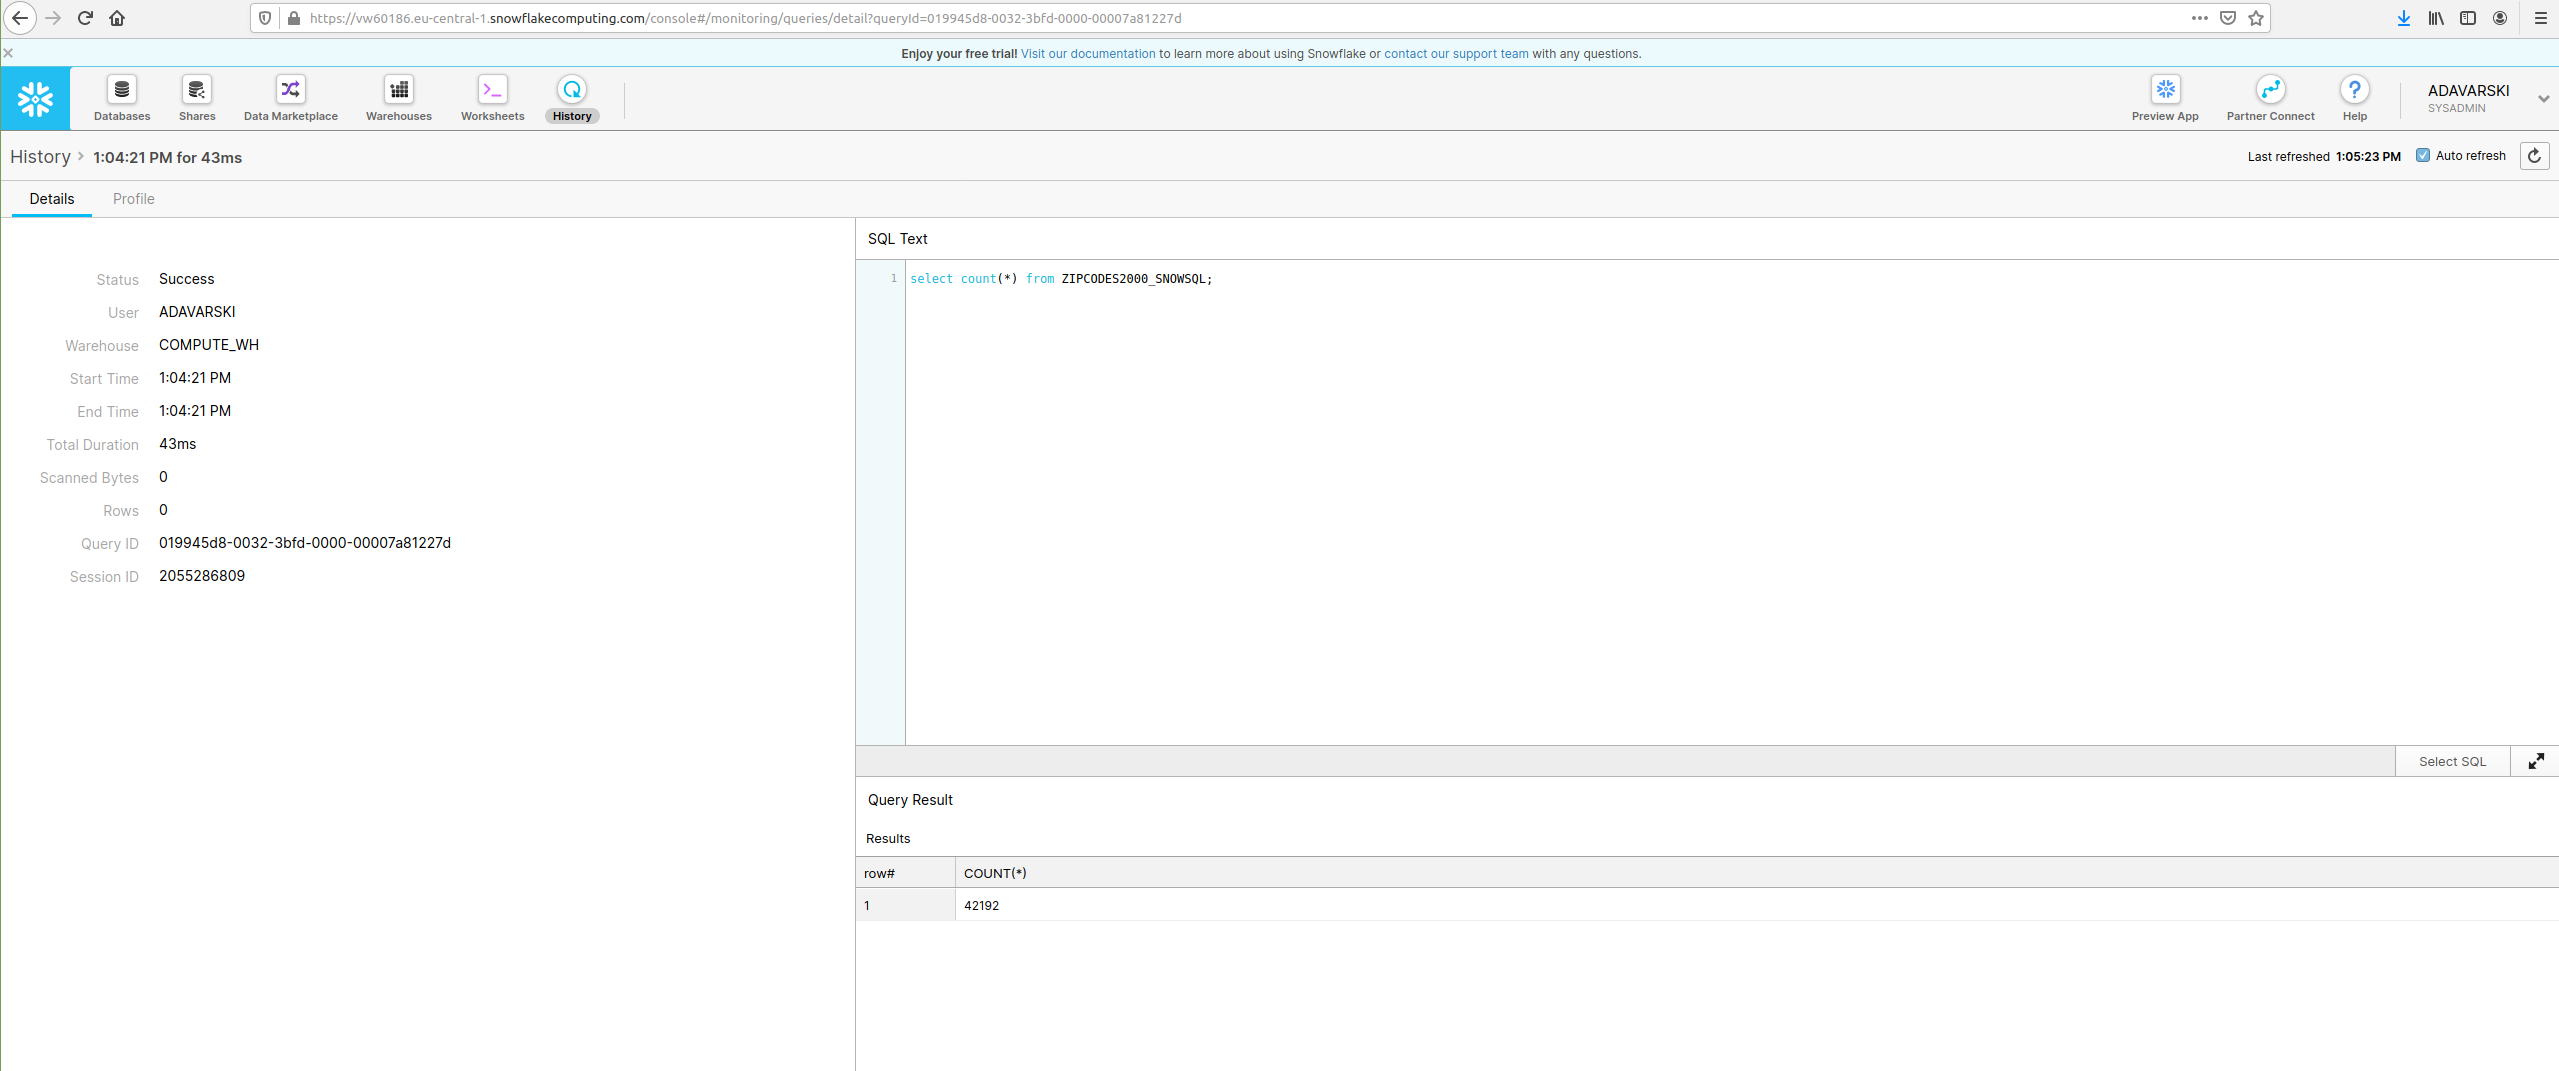 https://vw60186.eu-central-1.snowflakecomputing.com/console#/monitoring/queries/detail?queryId=019945d8-0032-3bfd-0000-00007a81227d
Enjoy your free trial! Visit our documentation to learn more about using Snowflake or contact our support team with any questions.
Databases Shares Data Marketplace Warehouses Worksheets History Preview App Partner Connect Help
ADAVARSKI
SYSADMIN
History 1:04:21 PM for 43ms Last refreshed 1:05:23 PM Auto refresh
Details Profile
Status Success
User ADAVARSKI
Warehouse COMPUTE_WH
Start Time 1:04:21 PM
End Time 1:04:21 PM
Total Duration 43ms
Scanned Bytes 0
Rows 0
Query ID 019945d8-0032-3bfd-0000-00007a81227d
Session ID 2055286809
SQL Text
1 select count(*) from ZIPCODES2000_SNOWSQL;
Select SQL
Query Result
Results
row# COUNT(*)
1 42192